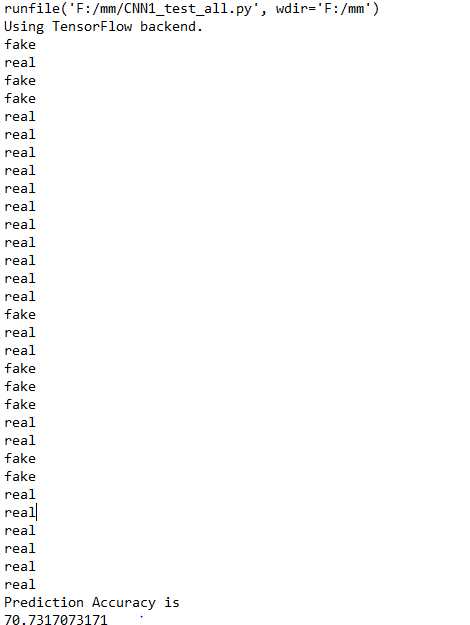 runfile('F:/mm/CNN1_test_all.py', wdir='F:/mm')
Using TensorFlow backend.
fake
real
fake
fake
real
real
real
real
real
real
real
real
real
real
real
fake
real
real
fake
fake
fake
real
real
fake
fake
real
real
real
real
real
real
Prediction Accuracy is
70.7317073171